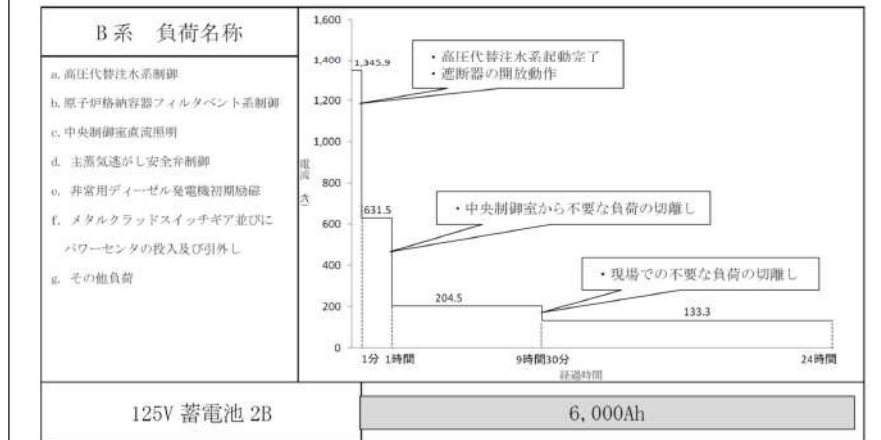 B系 負荷名称
a. 高圧代替注水系制御
b. 原子炉格納容器フィルタベント系制御
c. 中央制御室直流照明
d. 主蒸気逃がし安全弁制御
e. 非常用ディーゼル発電機初期励磁
f. メタルクラッドスイッチギア並びに
パワーセンタの投入及び引外し
g. その他負荷
電流(A)
1,600
1,400
1,200
1,000
800
600
400
200
0
1,345.9
・高圧代替注水系起動完了
・遮断器の開放動作
631.5
・中央制御室から不要な負荷の切離し
204.5
・現場での不要な負荷の切離し
133.3
1分 1時間 9時間30分 24時間
経過時間
125V 蓄電池 2B
6,000Ah